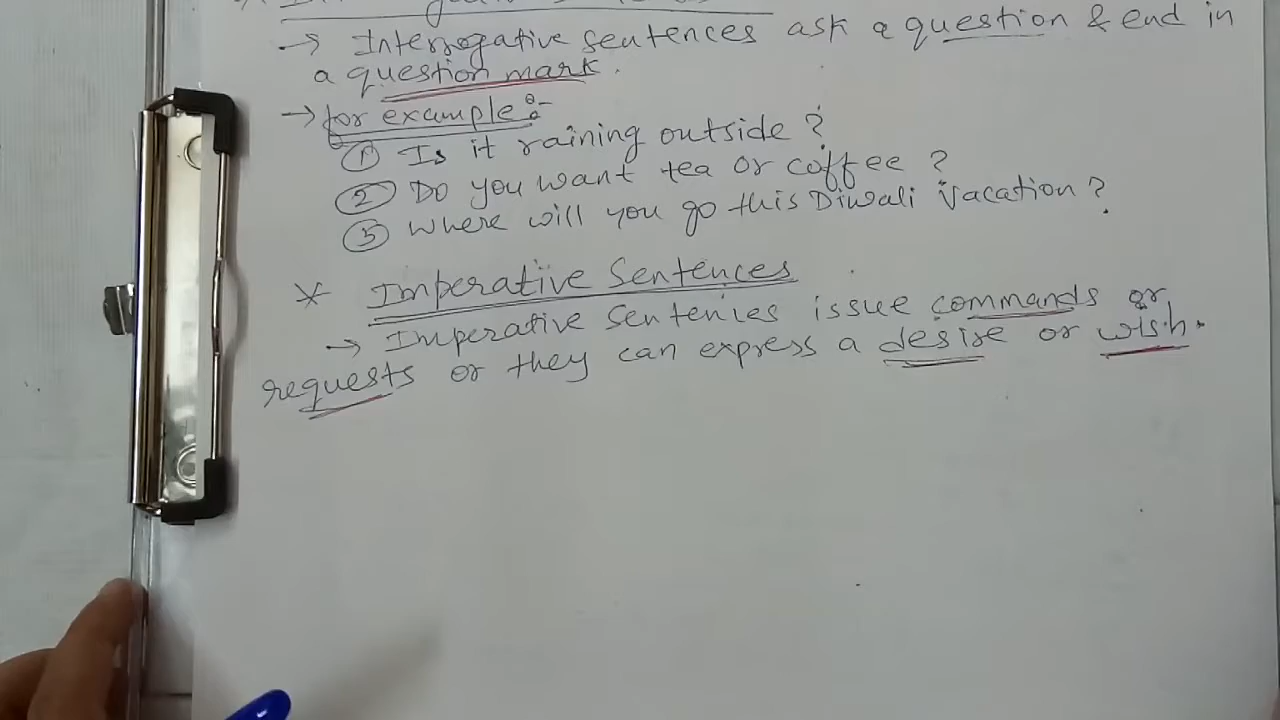 → Interrogative sentences ask a question & end in
a question mark.
→ for example :-
① Is it raining outside ?
② Do you want tea or coffee ?
③ Where will you go this Diwali Vacation ?
* Imperative Sentences
→ Imperative Sentences issue commands or
requests or they can express a desire or wish.